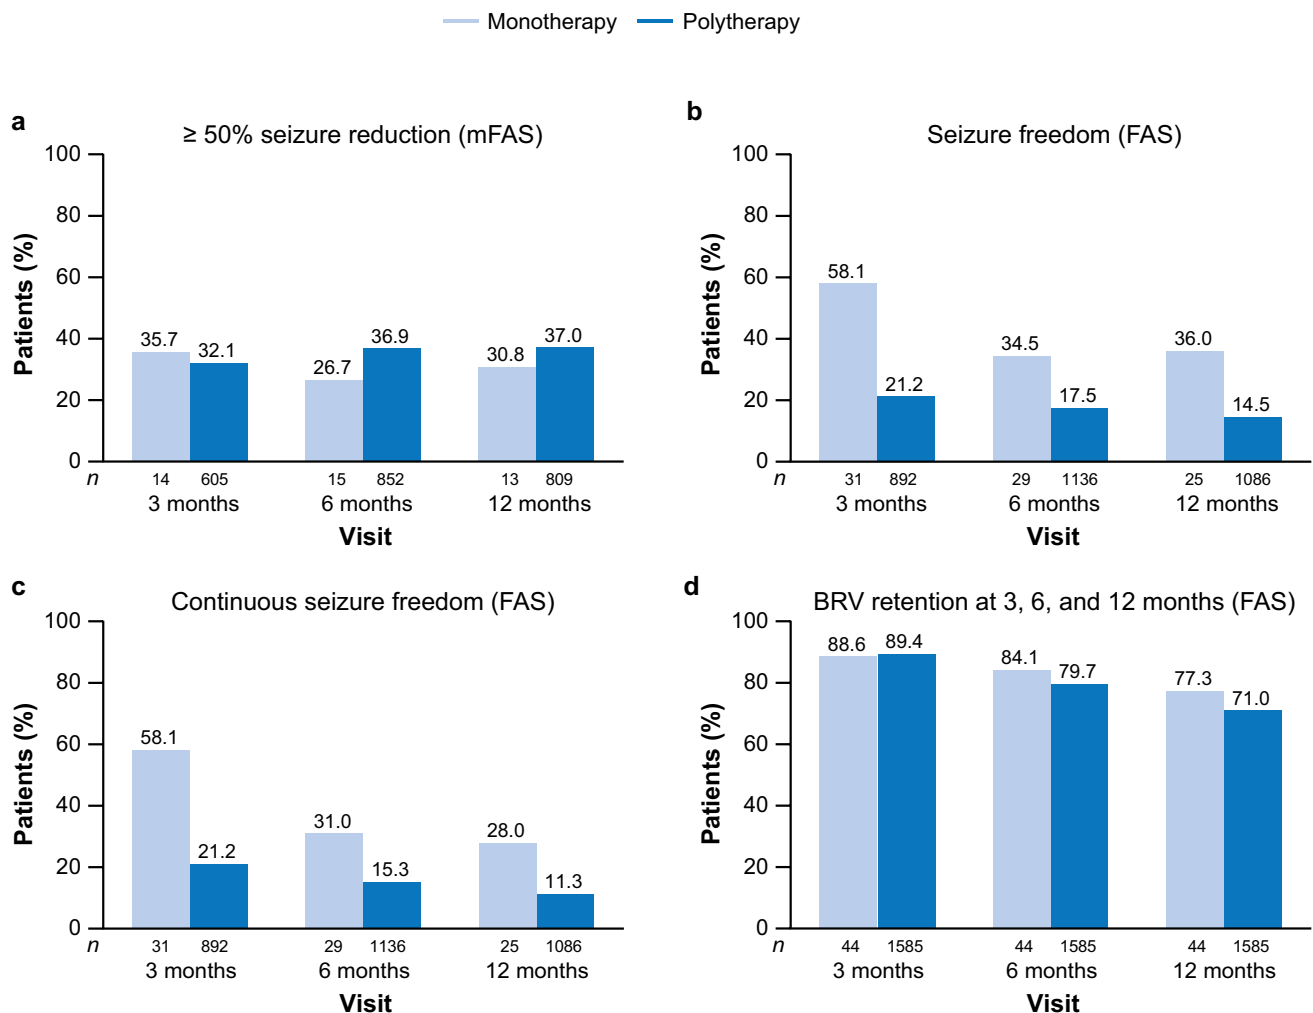 Monotherapy Polytherapy
a
≥ 50% seizure reduction (mFAS)
Patients (%)
100
80
60
40
20
0
35.7 32.1 26.7 36.9 30.8 37.0
n 14 605 15 852 13 809
3 months 6 months 12 months
Visit
b
Seizure freedom (FAS)
Patients (%)
100
80
60
40
20
0
58.1 21.2 34.5 17.5 36.0 14.5
n 31 892 29 1136 25 1086
3 months 6 months 12 months
Visit
c
Continuous seizure freedom (FAS)
Patients (%)
100
80
60
40
20
0
58.1 21.2 31.0 15.3 28.0 11.3
n 31 892 29 1136 25 1086
3 months 6 months 12 months
Visit
d
BRV retention at 3, 6, and 12 months (FAS)
Patients (%)
100
80
60
40
20
0
88.6 89.4 84.1 79.7 77.3 71.0
n 44 1585 44 1585 44 1585
3 months 6 months 12 months
Visit